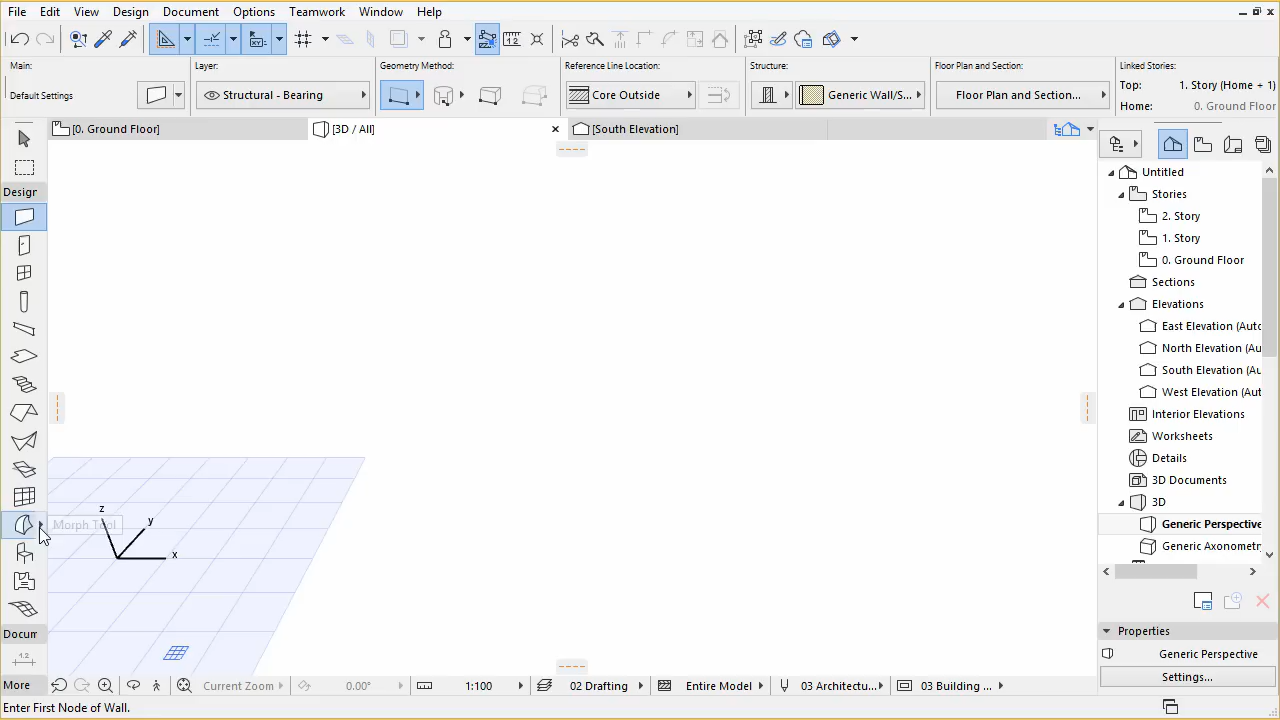 File Edit View Design Document Options Teamwork Window Help
Main: Layer: Geometry Method: Reference Line Location: Structure: Floor Plan and Section: Linked Stories:
Default Settings Structural - Bearing Core Outside Generic Wall/S... Floor Plan and Section... Top: 1. Story (Home + 1)
Home: 0. Ground Floor)
[0. Ground Floor] [3D / All] [South Elevation]
Design
Untitled
Stories
2. Story
1. Story
0. Ground Floor
Sections
Elevations
East Elevation (Auto
North Elevation (Au
South Elevation (Au
West Elevation (Aut
Interior Elevations
Worksheets
Details
3D Documents
3D
Generic Perspective
Generic Axonometr
Morph Tool
z
y
x
Docum
1.2
More
Properties
Generic Perspective
Settings...
Current Zoom 0.00° 1:100 02 Drafting Entire Model 03 Architectu... 03 Building ...
Enter First Node of Wall.